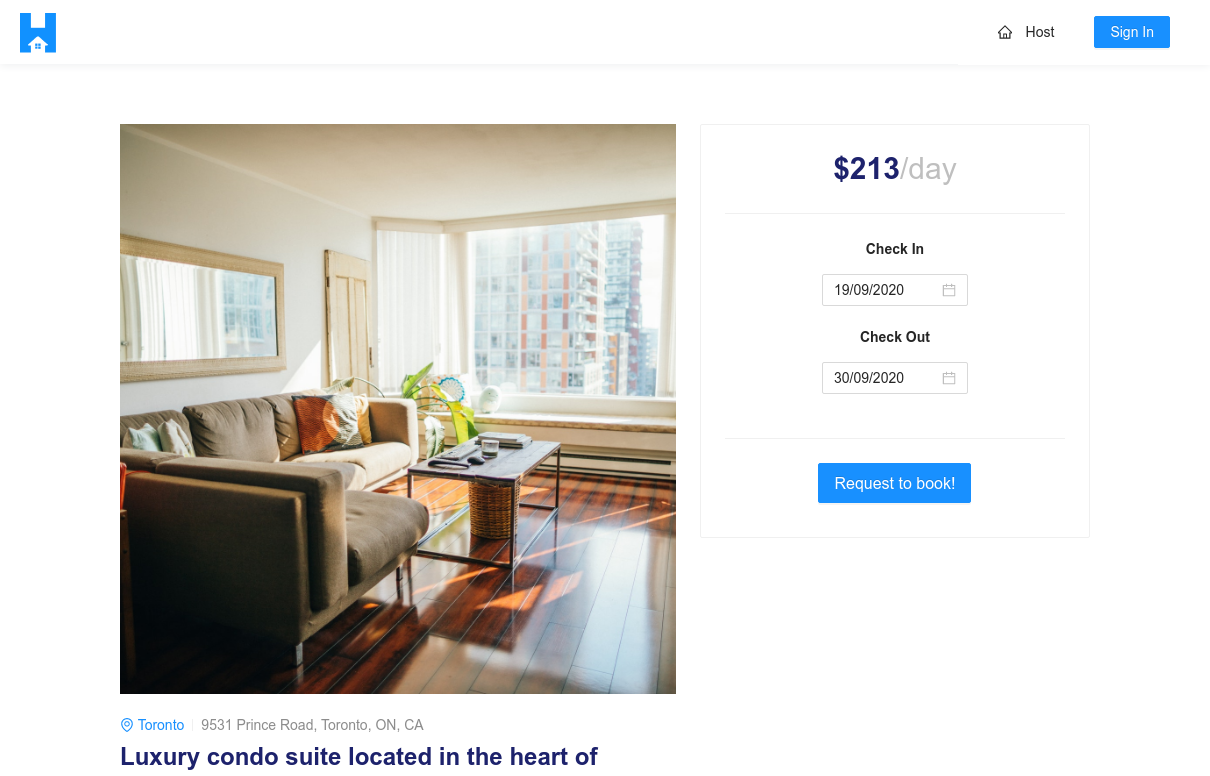 Host
Sign In
$213/day
Check In
19/09/2020
Check Out
30/09/2020
Request to book!
Toronto
9531 Prince Road, Toronto, ON, CA
Luxury condo suite located in the heart of